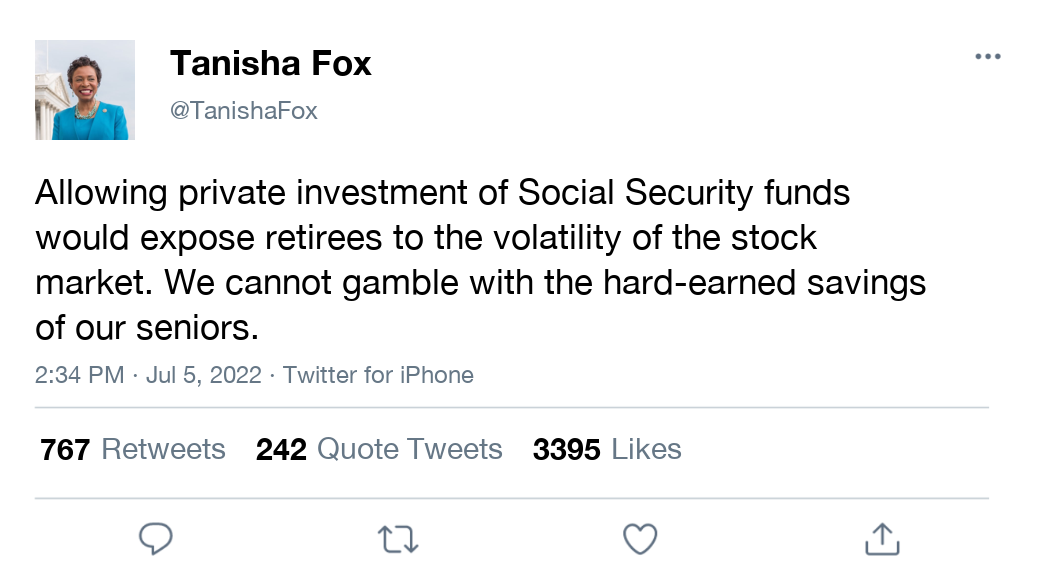 Tanisha Fox
@TanishaFox
Allowing private investment of Social Security funds
would expose retirees to the volatility of the stock
market. We cannot gamble with the hard-earned savings
of our seniors.
2:34 PM · Jul 5, 2022 · Twitter for iPhone
767 Retweets 242 Quote Tweets 3395 Likes